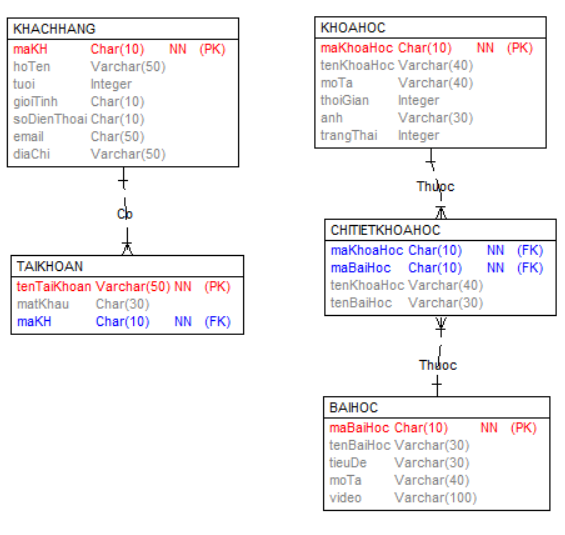 KHACHHANG
maKH Char(10) NN (PK)
hoTen Varchar(50)
tuoi Integer
gioiTinh Char(10)
soDienThoai Char(10)
email Char(50)
diaChi Varchar(50)
Co
TAIKHOAN
tenTaiKhoan Varchar(50) NN (PK)
matKhau Char(30)
maKH Char(10) NN (FK)
KHOAHOC
maKhoaHoc Char(10) NN (PK)
tenKhoaHoc Varchar(40)
moTa Varchar(40)
thoiGian Integer
anh Varchar(30)
trangThai Integer
Thuoc
CHITIETKHOAHOC
maKhoaHoc Char(10) NN (FK)
maBaiHoc Char(10) NN (FK)
tenKhoaHoc Varchar(40)
tenBaiHoc Varchar(30)
Thuoc
BAIHOC
maBaiHoc Char(10) NN (PK)
tenBaiHoc Varchar(30)
tieuDe Varchar(30)
moTa Varchar(40)
video Varchar(100)